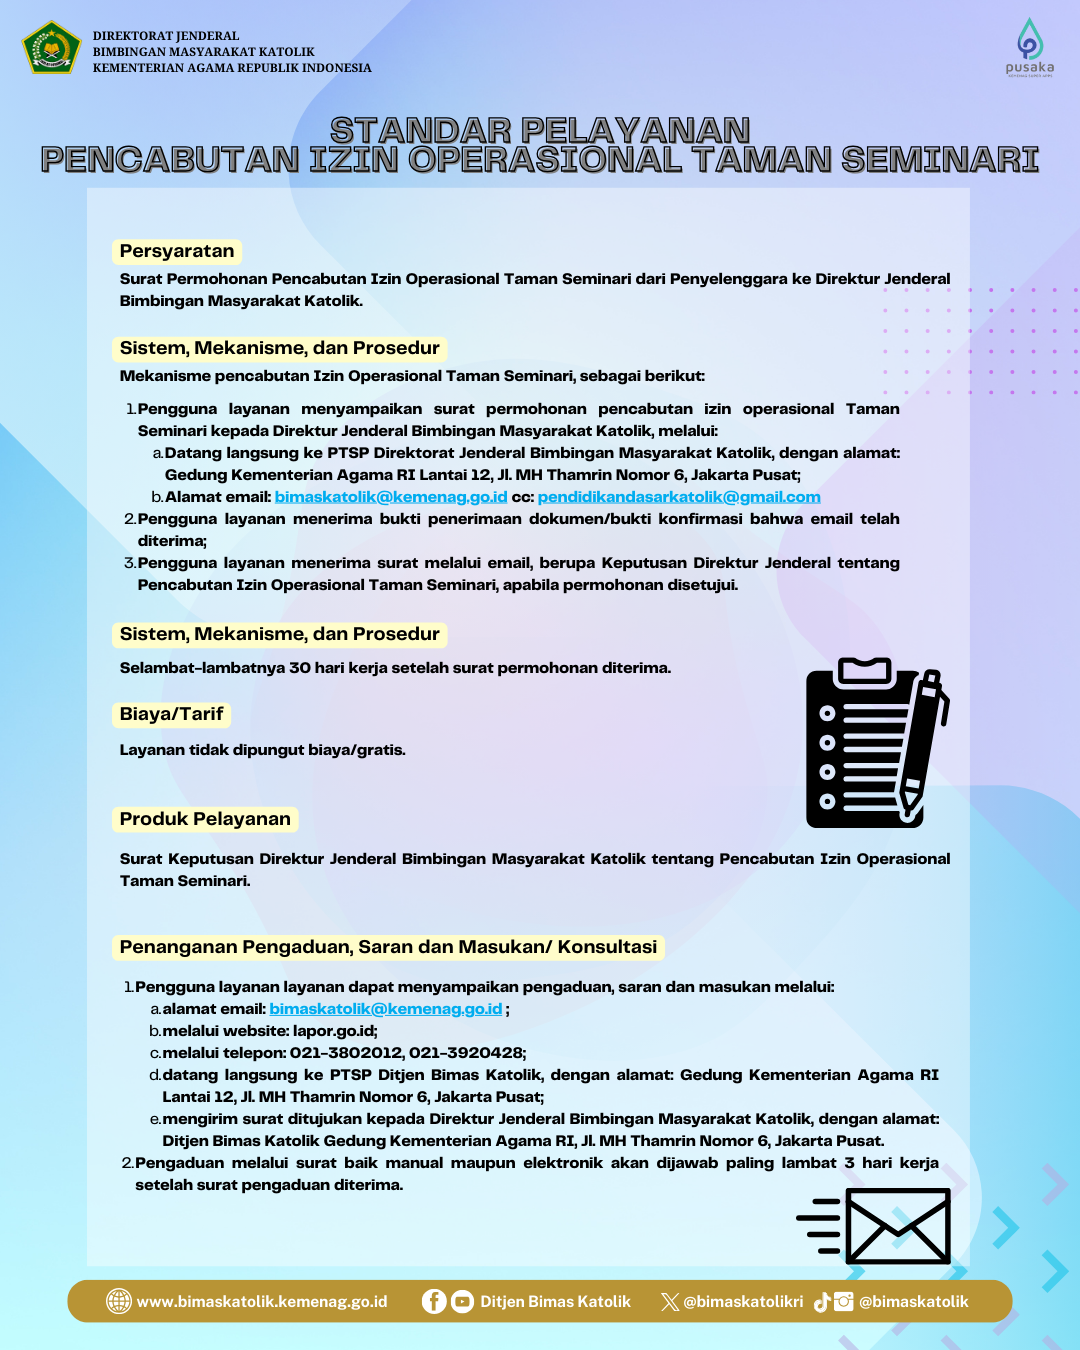 DIREKTORAT JENDERAL
BIMBINGAN MASYARAKAT KATOLIK
KEMENTERIAN AGAMA REPUBLIK INDONESIA
pusaka
STANDAR PELAYANAN
PENCABUTAN IZIN OPERASIONAL TAMAN SEMINARI
Persyaratan
Surat Permohonan Pencabutan Izin Operasional Taman Seminari dari Penyelenggara ke Direktur Jenderal
Bimbingan Masyarakat Katolik.
Sistem, Mekanisme, dan Prosedur
Mekanisme pencabutan Izin Operasional Taman Seminari, sebagai berikut:
1. Pengguna layanan menyampaikan surat permohonan pencabutan izin operasional Taman
Seminari kepada Direktur Jenderal Bimbingan Masyarakat Katolik, melalui:
a. Datang langsung ke PTSP Direktorat Jenderal Bimbingan Masyarakat Katolik, dengan alamat:
Gedung Kementerian Agama RI Lantai 12, Jl. MH Thamrin Nomor 6, Jakarta Pusat;
b. Alamat email: bimaskatolik@kemenag.go.id cc: pendidikandasarkatolik@gmail.com
2. Pengguna layanan menerima bukti penerimaan dokumen/bukti konfirmasi bahwa email telah
diterima;
3. Pengguna layanan menerima surat melalui email, berupa Keputusan Direktur Jenderal tentang
Pencabutan Izin Operasional Taman Seminari, apabila permohonan disetujui.
Sistem, Mekanisme, dan Prosedur
Selambat-lambatnya 30 hari kerja setelah surat permohonan diterima.
Biaya/Tarif
Layanan tidak dipungut biaya/gratis.
Produk Pelayanan
Surat Keputusan Direktur Jenderal Bimbingan Masyarakat Katolik tentang Pencabutan Izin Operasional
Taman Seminari.
Penanganan Pengaduan, Saran dan Masukan/ Konsultasi
1. Pengguna layanan layanan dapat menyampaikan pengaduan, saran dan masukan melalui:
a. alamat email: bimaskatolik@kemenag.go.id ;
b. melalui website: lapor.go.id;
c. melalui telepon: 021-3802012, 021-3920428;
d. datang langsung ke PTSP Ditjen Bimas Katolik, dengan alamat: Gedung Kementerian Agama RI
Lantai 12, Jl. MH Thamrin Nomor 6, Jakarta Pusat;
e. mengirim surat ditujukan kepada Direktur Jenderal Bimbingan Masyarakat Katolik, dengan alamat:
Ditjen Bimas Katolik Gedung Kementerian Agama RI, Jl. MH Thamrin Nomor 6, Jakarta Pusat.
2. Pengaduan melalui surat baik manual maupun elektronik akan dijawab paling lambat 3 hari kerja
setelah surat pengaduan diterima.
www.bimaskatolik.kemenag.go.id Ditjen Bimas Katolik @bimaskatolikri @bimaskatolik